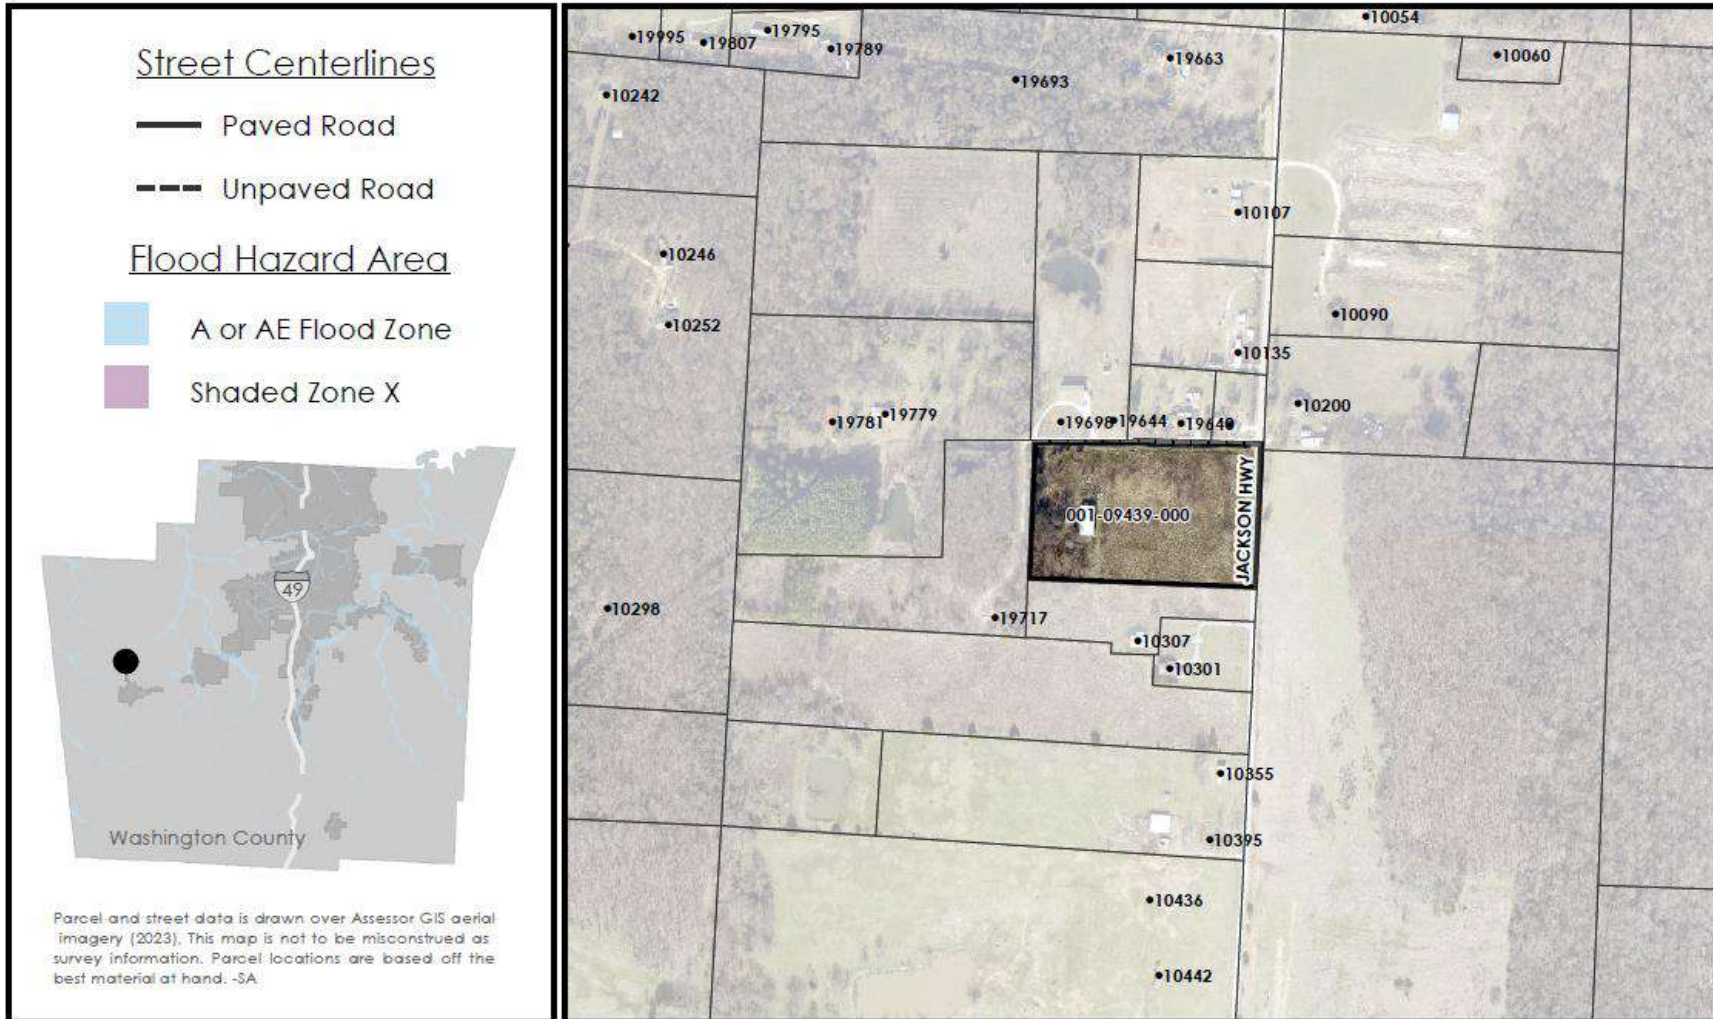 Street Centerlines
Paved Road
Unpaved Road
Flood Hazard Area
A or AE Flood Zone
Shaded Zone X
49
Washington County
Parcel and street data is drawn over Assessor GIS aerial
imagery (2023). This map is not to be misconstrued as
survey information. Parcel locations are based off the
best material at hand. -SA
10054
19795
19995
19807
19789
19663
10060
19693
10242
10107
10246
10090
10252
10135
10200
19779
19781
19698
19644
19640
JACKSON HWY
001-09439-000
10298
19717
10307
10301
10355
10395
10436
10442